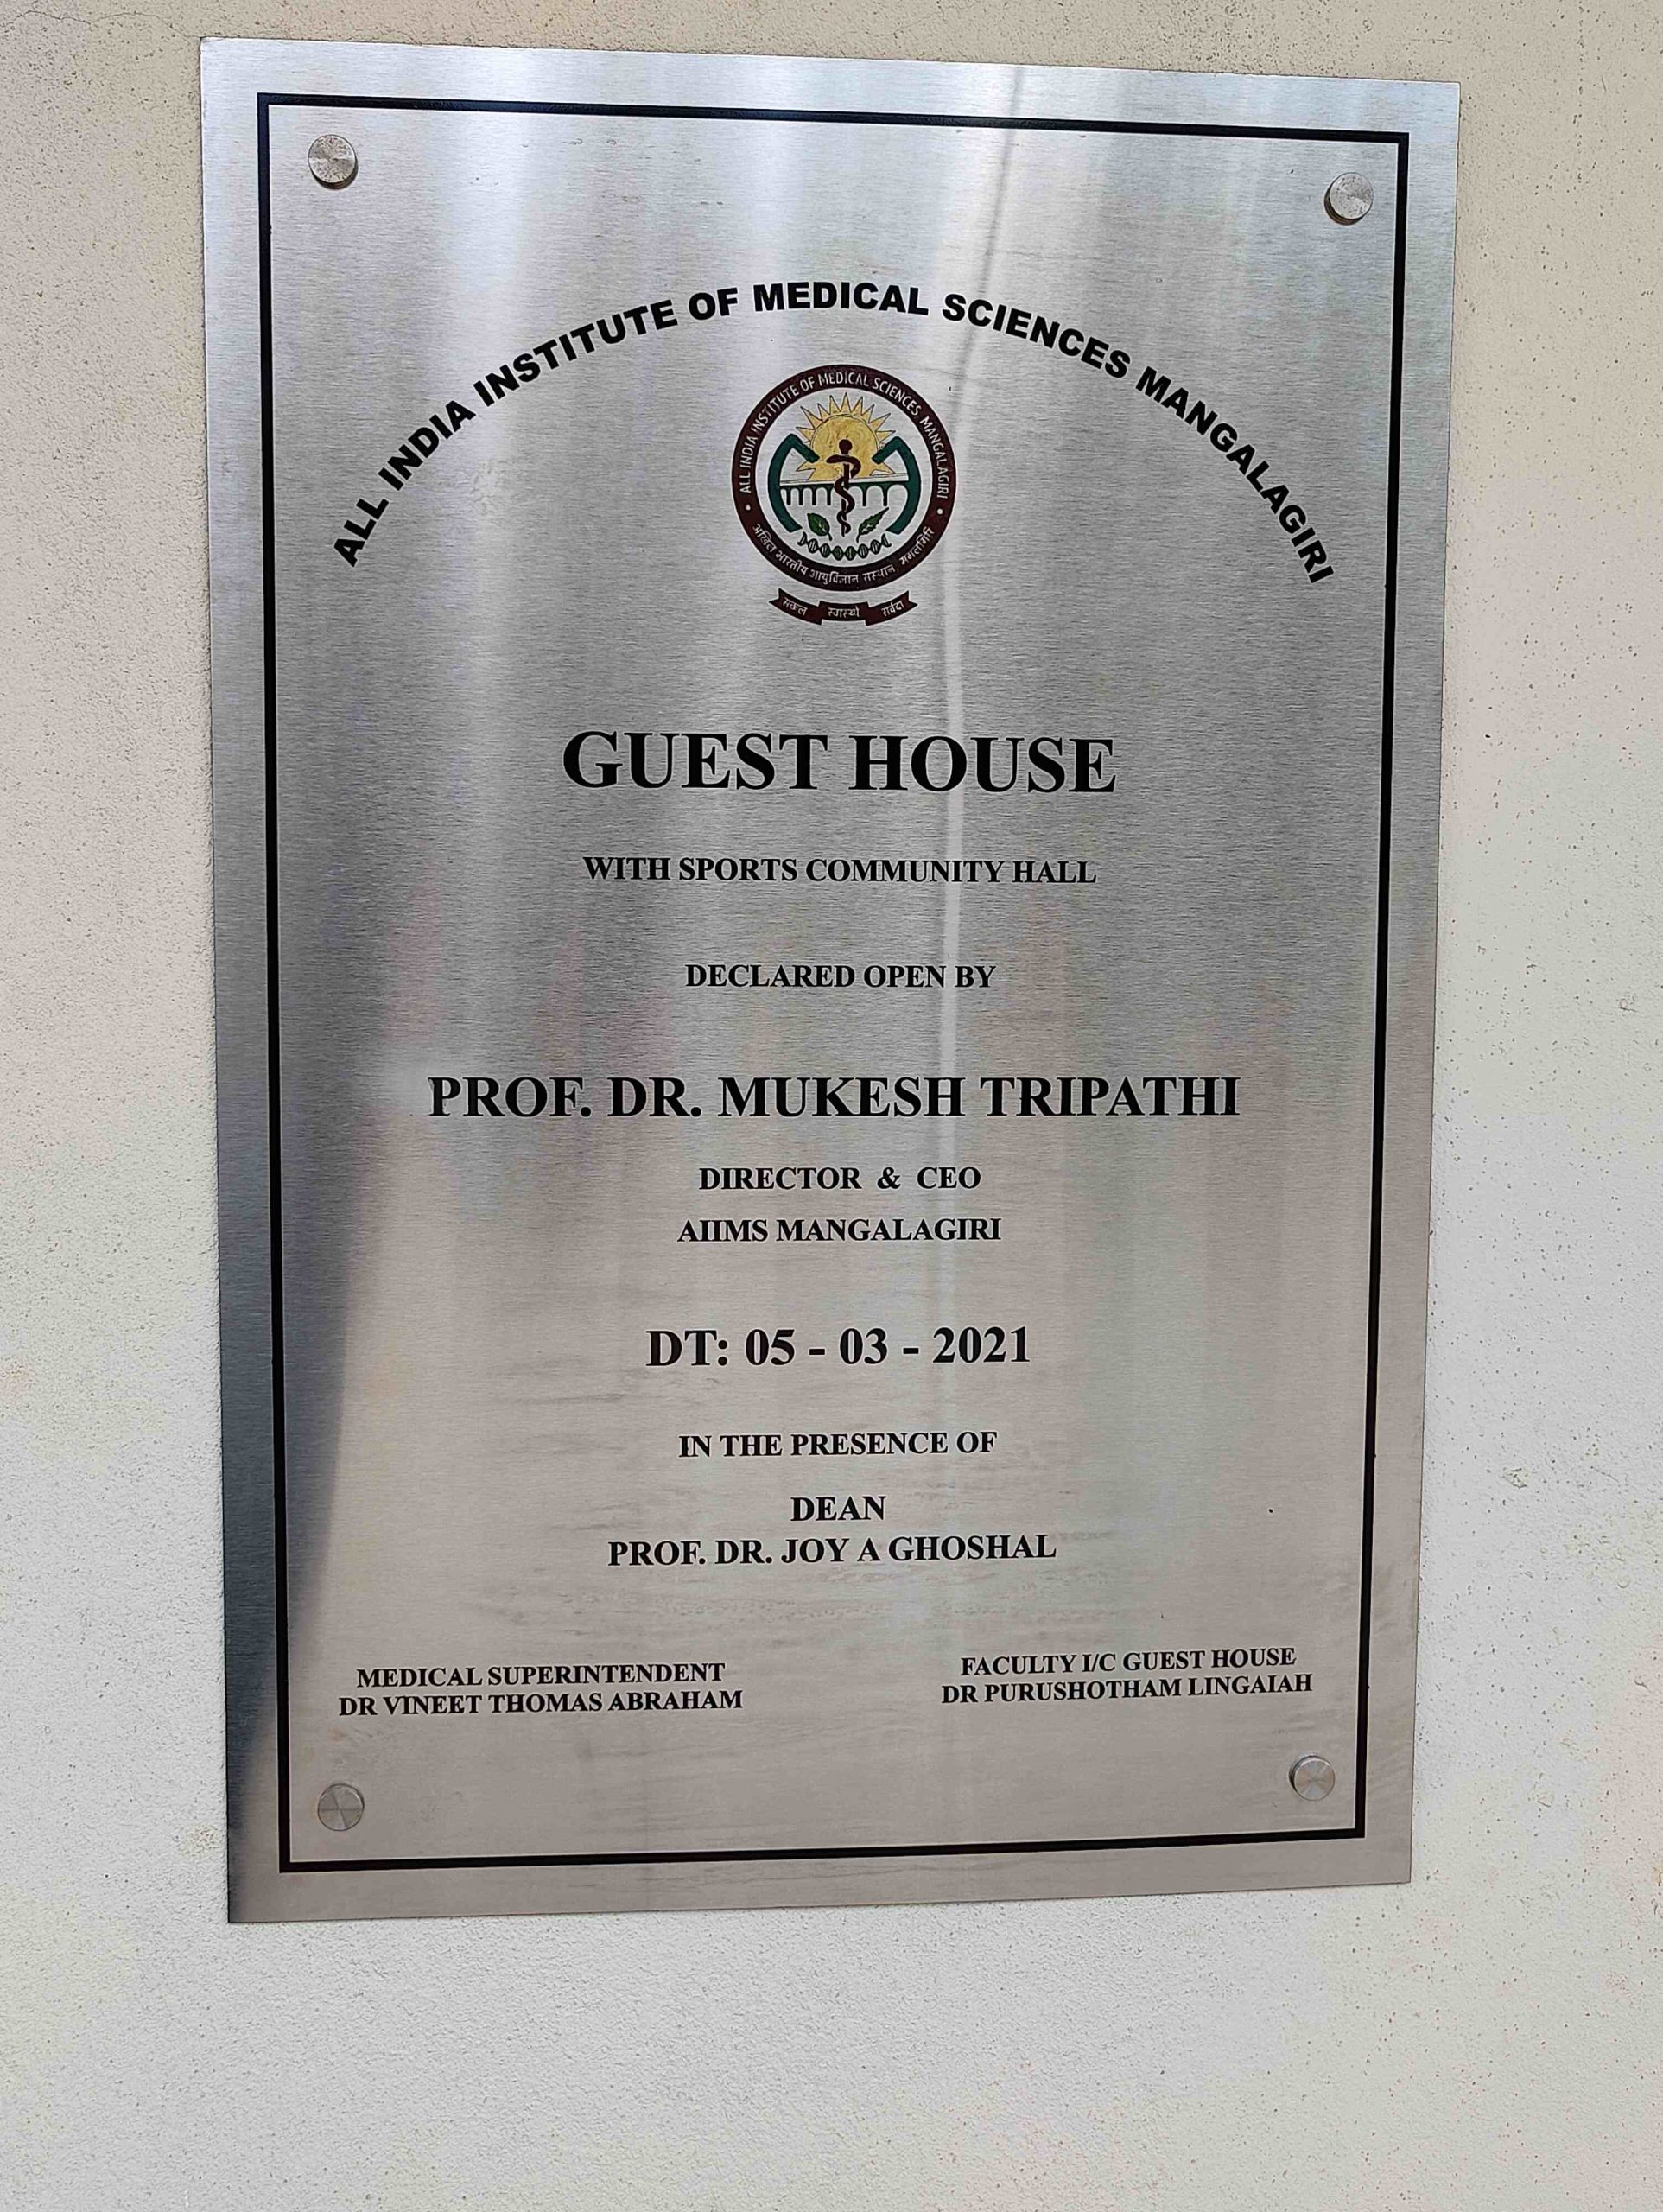 ALL INDIA INSTITUTE OF MEDICAL SCIENCES MANGALAGIRI
ALL INDIA INSTITUTE OF MEDICAL SCIENCES, MANGALAGIRI
अखिल भारतीय आयुर्विज्ञान संस्थान, मंगलगिरि
सकल स्वास्थ्य सर्वदा
GUEST HOUSE
WITH SPORTS COMMUNITY HALL
DECLARED OPEN BY
PROF. DR. MUKESH TRIPATHI
DIRECTOR & CEO
AIIMS MANGALAGIRI
DT: 05 - 03 - 2021
IN THE PRESENCE OF
DEAN
PROF. DR. JOY A GHOSHAL
MEDICAL SUPERINTENDENT
DR VINEET THOMAS ABRAHAM
FACULTY I/C GUEST HOUSE
DR PURUSHOTHAM LINGAIAH